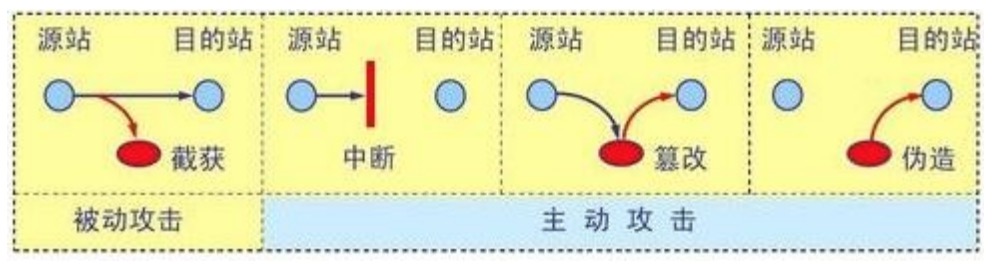 源站 目的站 源站 目的站 源站 目的站 源站 目的站
截获 中断 篡改 伪造
被动攻击 主动攻击